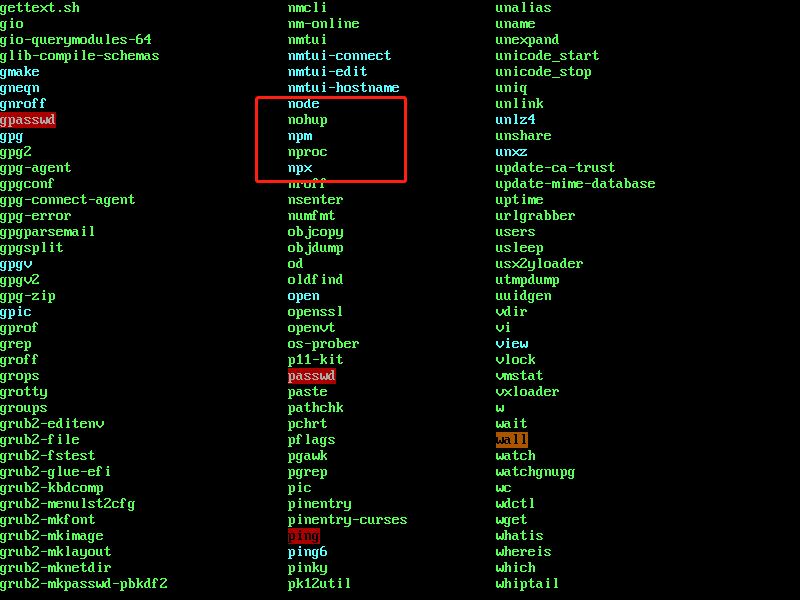 gettext.sh
gio
gio-querymodules-64
glib-compile-schemas
gmake
gneqn
gnroff
gpasswd
gpg
gpg2
gpg-agent
gpgconf
gpg-connect-agent
gpg-error
gpgparsemail
gpgsplit
gpgv
gpgv2
gpg-zip
gpic
gprof
grep
groff
grops
grotty
groups
grub2-editenv
grub2-file
grub2-fstest
grub2-glue-efi
grub2-kbdcomp
grub2-menulst2cfg
grub2-mkfont
grub2-mkimage
grub2-mklayout
grub2-mknetdir
grub2-mkpasswd-pbkdf2
nmcli
nm-online
nmtui
nmtui-connect
nmtui-edit
nmtui-hostname
node
nohup
npm
nproc
npx
nroff
nsenter
numfmt
objcopy
objdump
od
oldfind
open
openssl
openvt
os-prober
p11-kit
passwd
paste
pathchk
pchrt
pflags
pgawk
pgrep
pic
pinentry
pinentry-curses
ping
ping6
pinky
pk12util
unalias
uname
unexpand
unicode_start
unicode_stop
uniq
unlink
unlz4
unshare
unxz
update-ca-trust
update-mime-database
uptime
urlgrabber
users
usleep
usx2yloader
utmpdump
uuidgen
vdir
vi
view
vlock
vmstat
vxloader
w
wait
wall
watch
watchgnupg
wc
wdctl
wget
whatis
whereis
which
whiptail